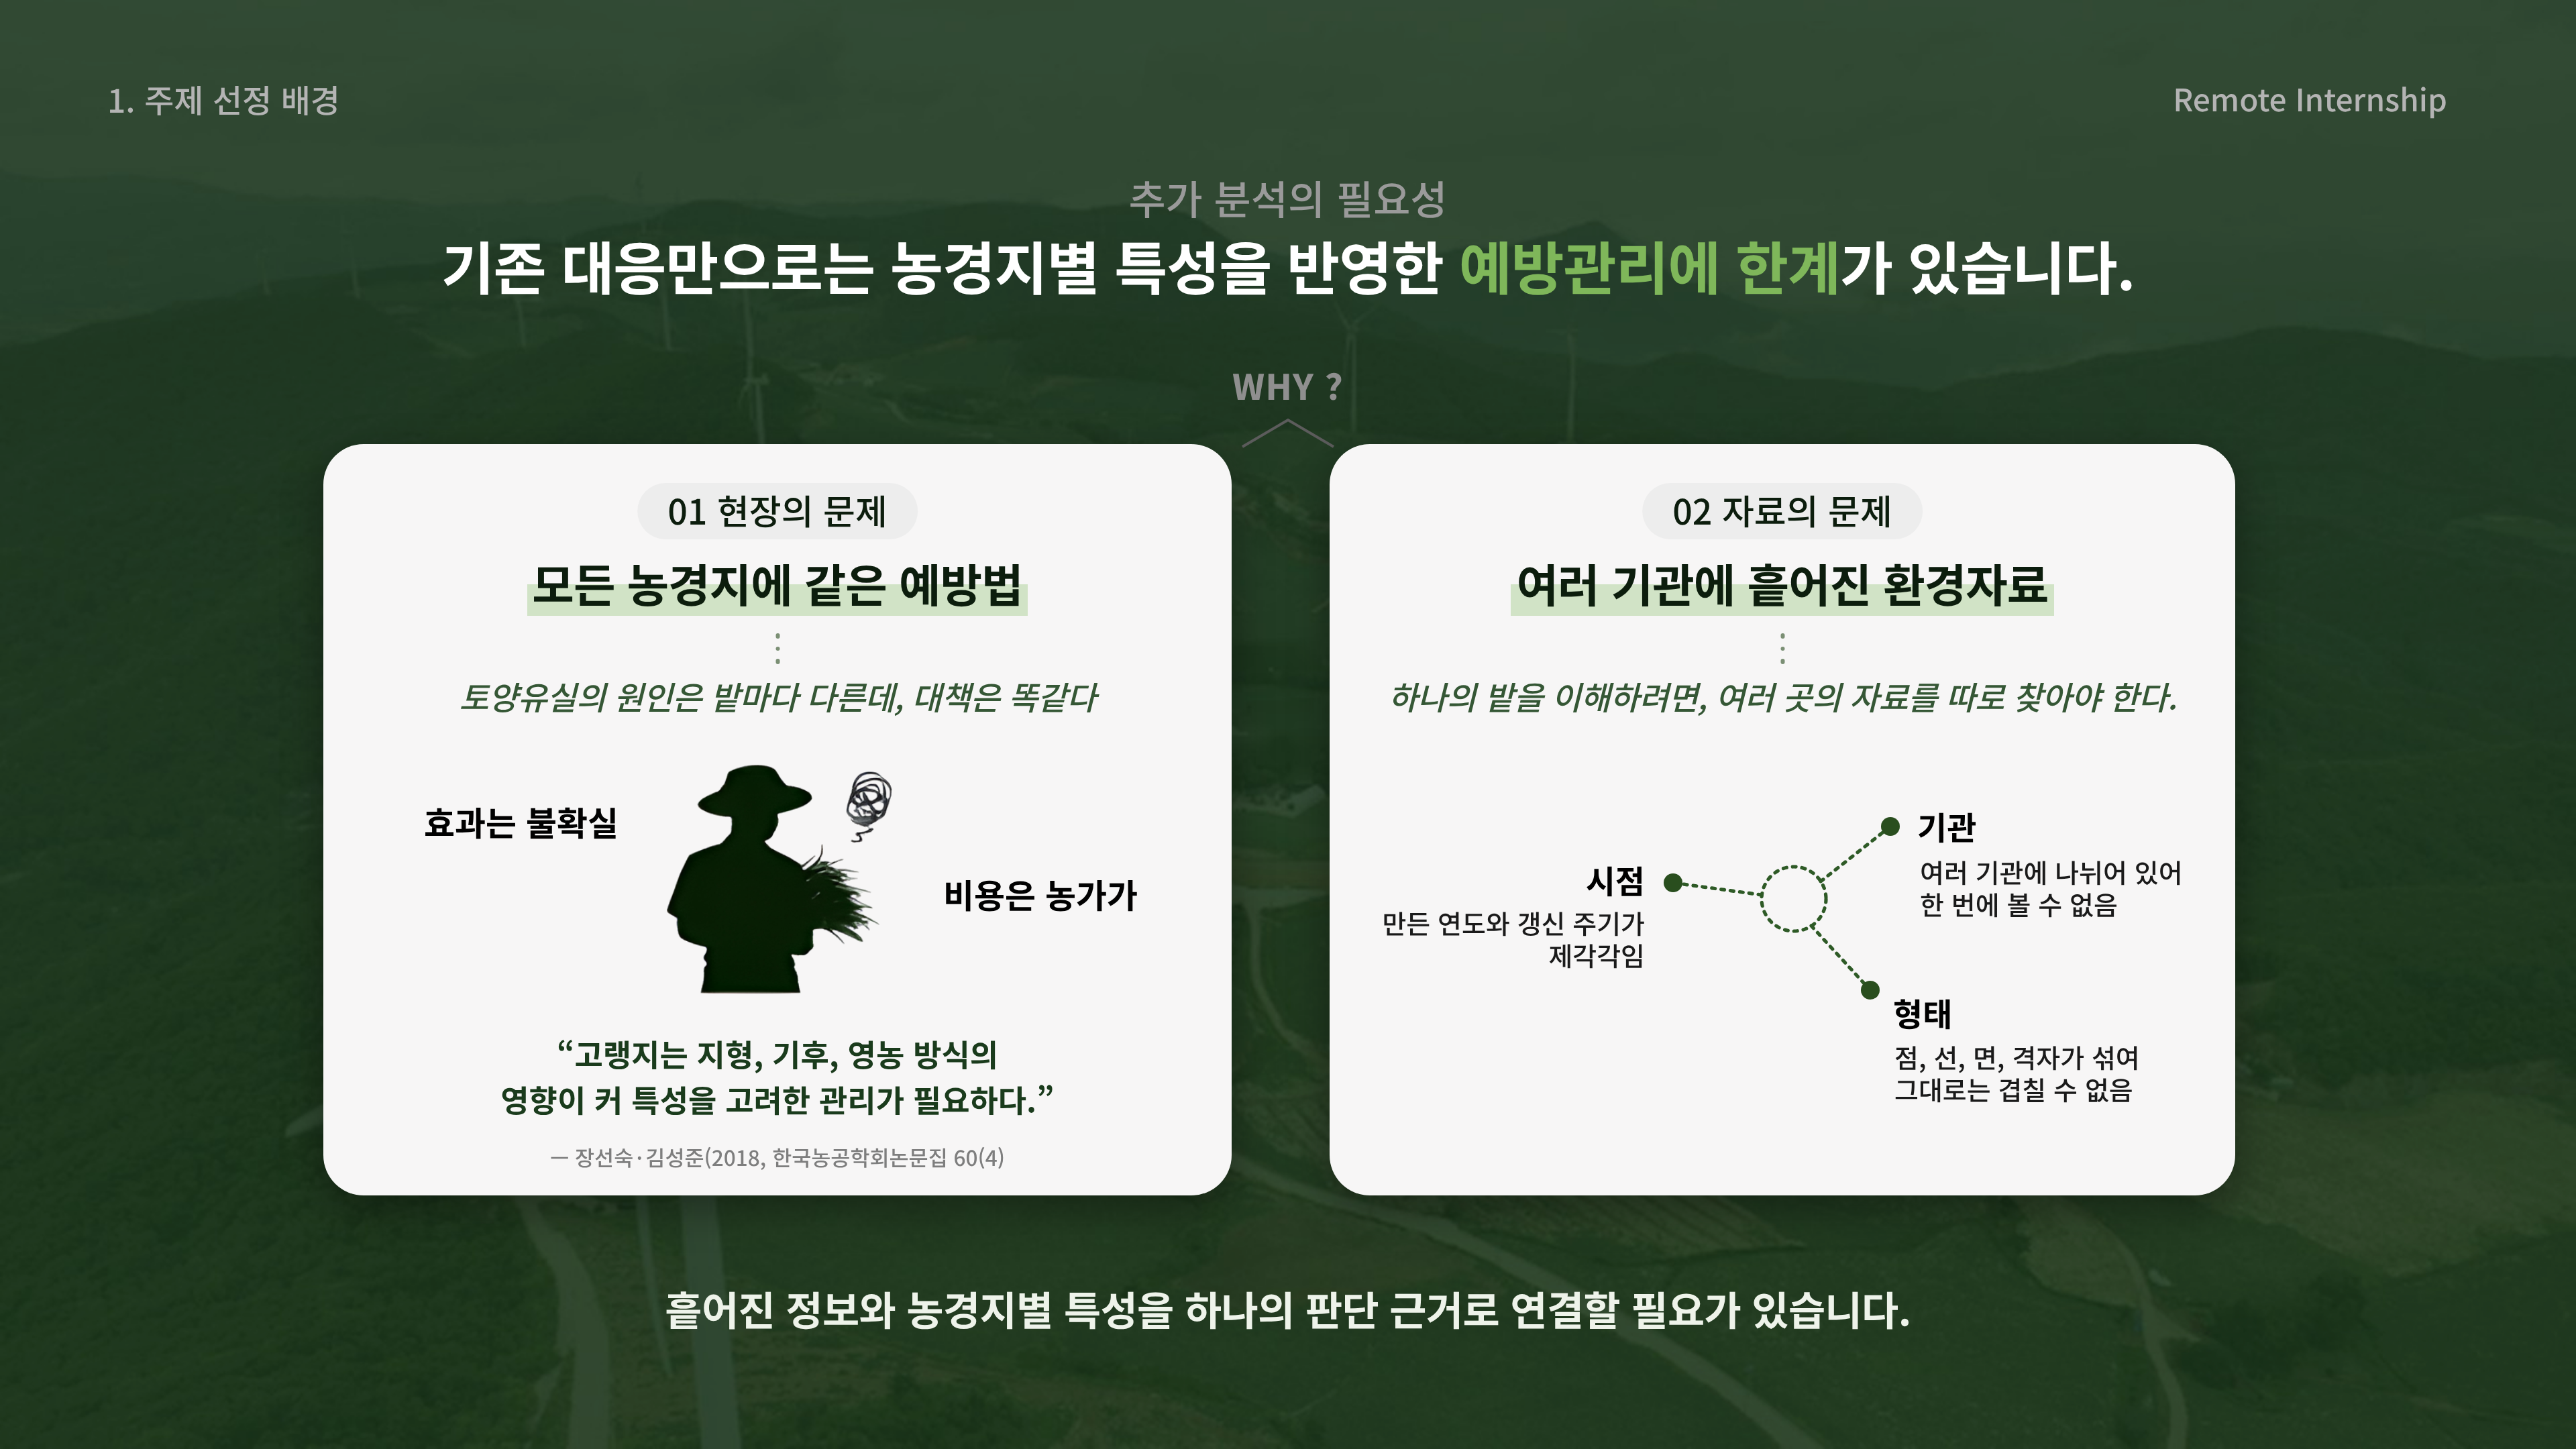 1. 주제 선정 배경
Remote Internship
추가 분석의 필요성
기존 대응만으로는 농경지별 특성을 반영한 예방관리에 한계가 있습니다.
WHY ?
01 현장의 문제
모든 농경지에 같은 예방법
토양유실의 원인은 밭마다 다른데, 대책은 똑같다
효과는 불확실
비용은 농가가
“고랭지는 지형, 기후, 영농 방식의
영향이 커 특성을 고려한 관리가 필요하다.”
— 장선숙·김성준(2018, 한국농공학회논문집 60(4)
02 자료의 문제
여러 기관에 흩어진 환경자료
하나의 밭을 이해하려면, 여러 곳의 자료를 따로 찾아야 한다.
기관
여러 기관에 나뉘어 있어
한 번에 볼 수 없음
시점
만든 연도와 갱신 주기가
제각각임
형태
점, 선, 면, 격자가 섞여
그대로는 겹칠 수 없음
흩어진 정보와 농경지별 특성을 하나의 판단 근거로 연결할 필요가 있습니다.